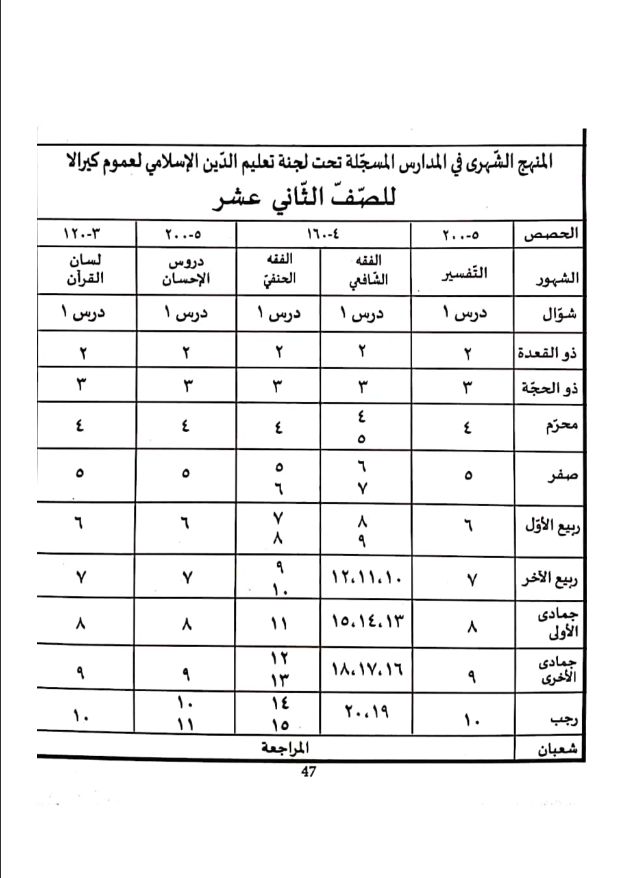 المنهج الشّهرى في المدارس المسجّلة تحت لجنة تعليم الدّين الإسلامي لعموم كيرالا
للصّفّ الثّاني عشر
الحصص ٥-٢٠٠ ٤-١٦٠ ٥-٢٠٠ ٣-١٢٠
الشهور التّفسير الفقه الشّافعي الفقه الحنفيّ دروس الإحسان لسان القرآن
شوّال درس ١ درس ١ درس ١ درس ١ درس ١
ذو القعدة ٢ ٢ ٢ ٢ ٢
ذو الحجّة ٣ ٣ ٣ ٣ ٣
محرّم ٤ ٤ ٥ ٤ ٤ ٤
صفر ٥ ٦ ٧ ٥ ٦ ٥ ٥
ربيع الأوّل ٦ ٨ ٩ ٧ ٨ ٦ ٦
ربيع الآخر ٧ ١٠،١١،١٢ ٩ ١٠ ٧ ٧
جمادى الأولى ٨ ١٣،١٤،١٥ ١١ ٨ ٨
جمادى الأخرى ٩ ١٦،١٧،١٨ ١٢ ١٣ ٩ ٩
رجب ١٠ ١٩،٢٠ ١٤ ١٥ ١٠ ١١ ١٠
شعبان المراجعة
47